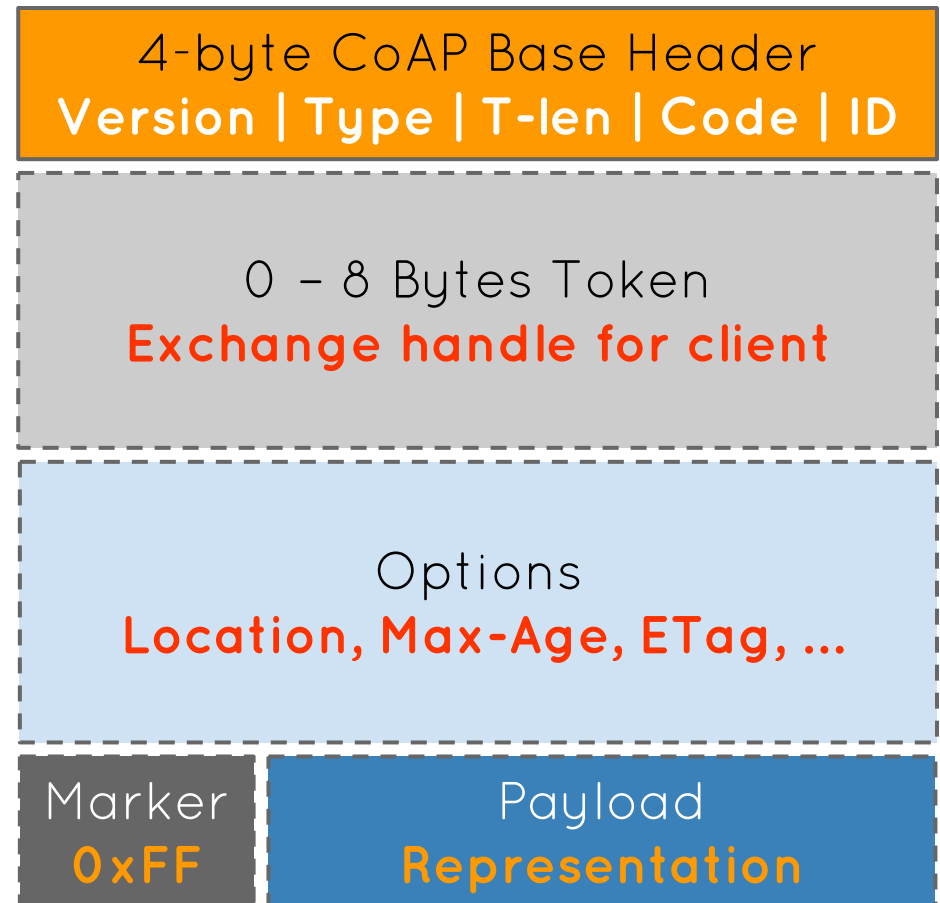 4-byte CoAP Base Header
Version | Type | T-len | Code | ID
0 – 8 Bytes Token
Exchange handle for client
Options
Location, Max-Age, ETag, ...
Marker
0xFF
Payload
Representation